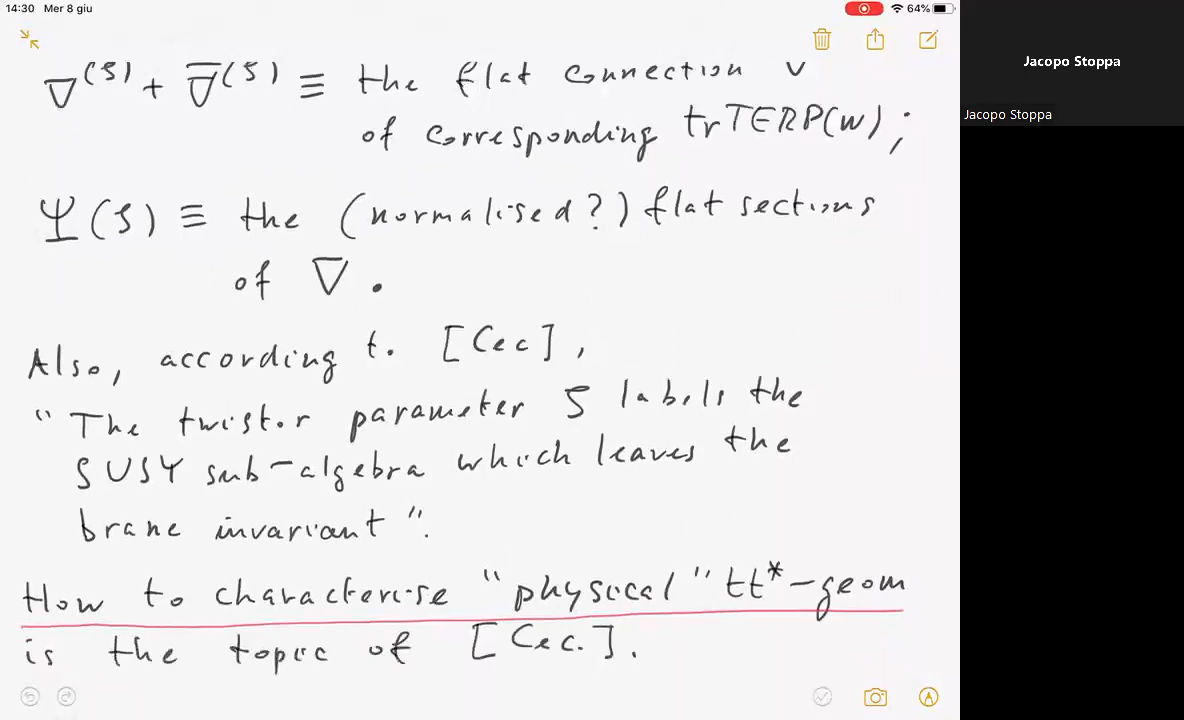 14:30 Mer 8 giu
64%
∇^(ζ) + ∇̄^(ζ) ≡ the flat connection ∇
of corresponding trTERP(w);
Ψ(ζ) ≡ the (normalised?) flat sections
of ∇.
Also, according to [Cec],
"The twistor parameter ζ labels the
SUSY sub-algebra which leaves the
brane invariant".
How to characterise "physical" tt*-geom
is the topic of [Cec.].
Jacopo Stoppa
Jacopo Stoppa